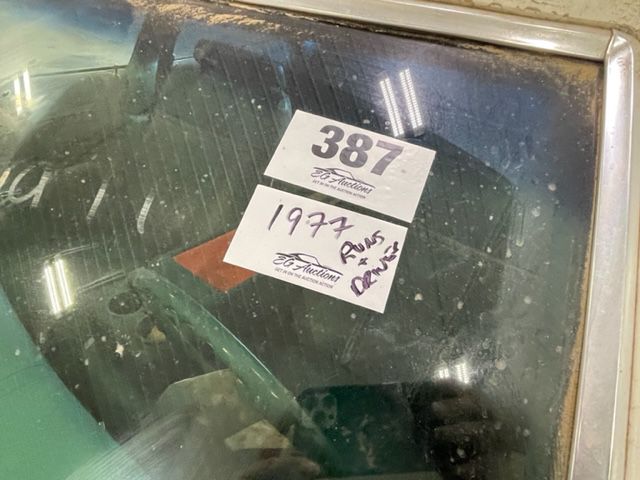 387
EG Auctions
GET IN ON THE AUCTION ACTION
1977
RUNS
+
DRIVES
EG Auctions
GET IN ON THE AUCTION ACTION